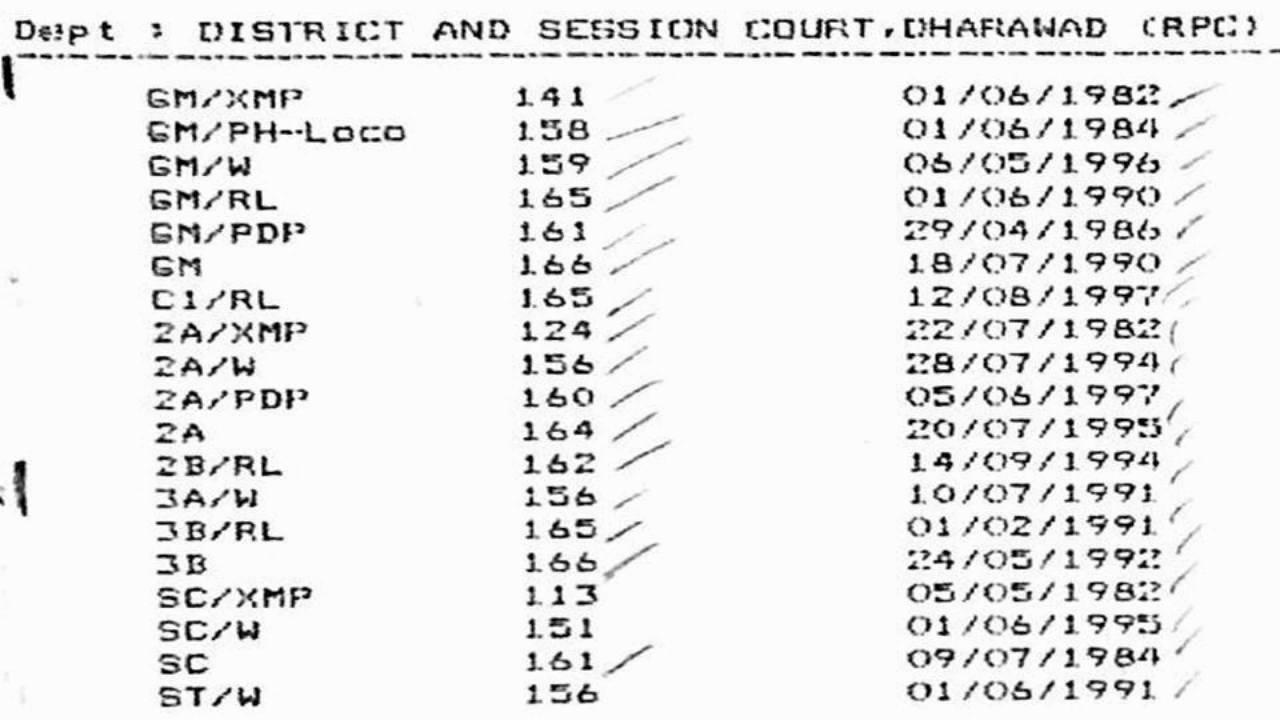 Dept : DISTRICT AND SESSION COURT,DHARAWAD (RPC)
GM/XMP 141 01/06/1982
GM/PH-Loco 158 01/06/1984
GM/W 159 06/05/1996
GM/RL 165 01/06/1990
GM/PDP 161 29/04/1986
GM 166 18/07/1990
C1/RL 165 12/08/1997
2A/XMP 124 22/07/1982
2A/W 156 28/07/1994
2A/PDP 160 05/06/1997
2A 164 20/07/1995
2B/RL 162 14/09/1994
3A/W 156 10/07/1991
3B/RL 165 01/02/1991
3B 166 24/05/1992
SC/XMP 113 05/05/1982
SC/W 151 01/06/1995
SC 161 09/07/1984
ST/W 156 01/06/1991